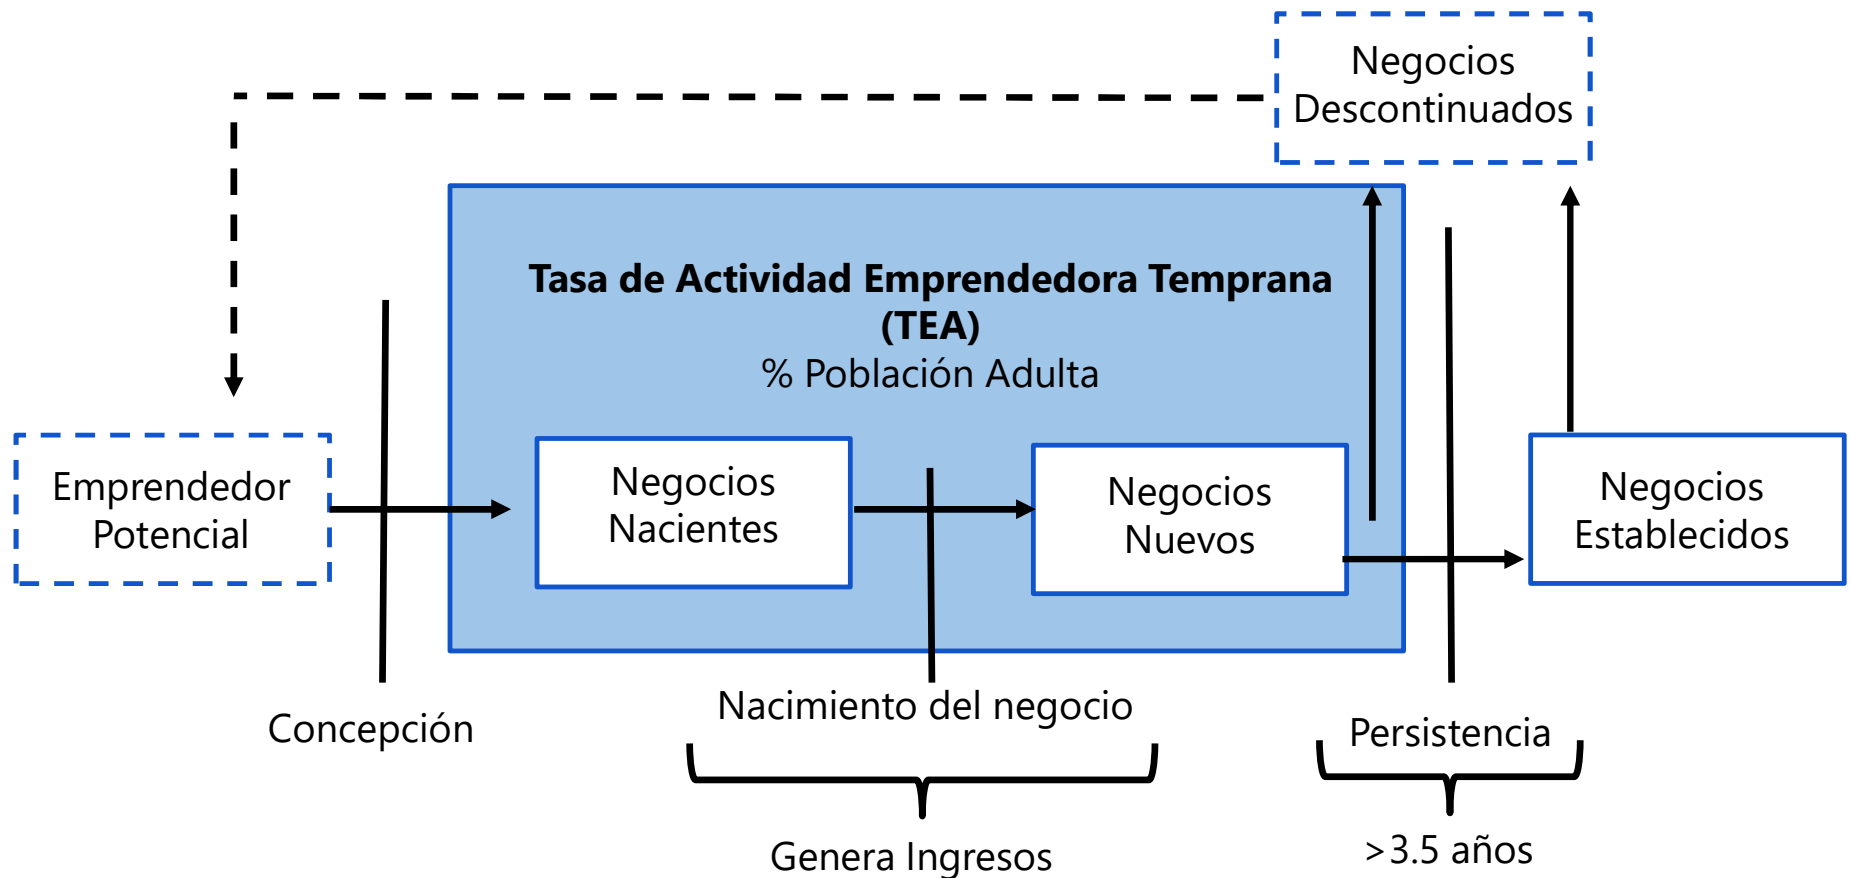 Negocios
Descontinuados
Tasa de Actividad Emprendedora Temprana
(TEA)
% Población Adulta
Emprendedor
Potencial
Negocios
Nacientes
Negocios
Nuevos
Negocios
Establecidos
Concepción
Nacimiento del negocio
Persistencia
Genera Ingresos
>3.5 años